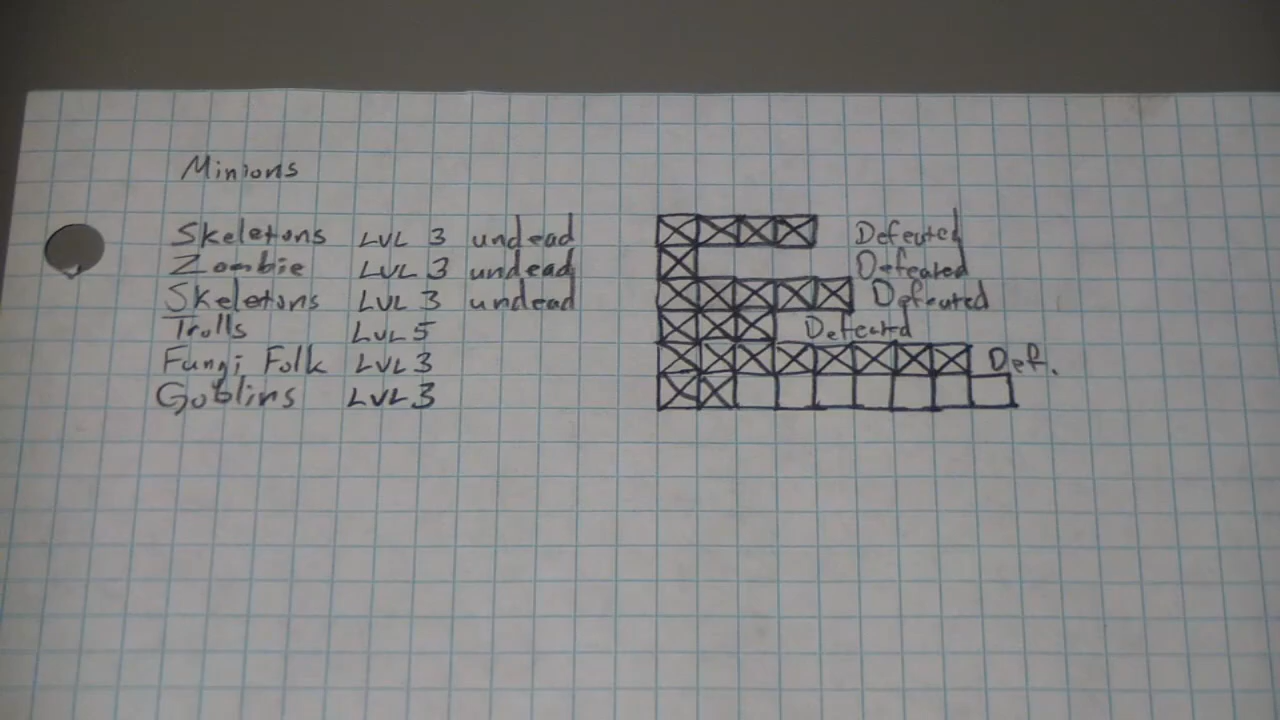 Minions
Skeletons LVL 3 undead Defeated
Zombie LVL 3 undead Defeated
Skeletons LVL 3 undead Defeated
Trolls LVL 5 Defeated
Fungi Folk LVL 3 Def.
Goblins LVL 3